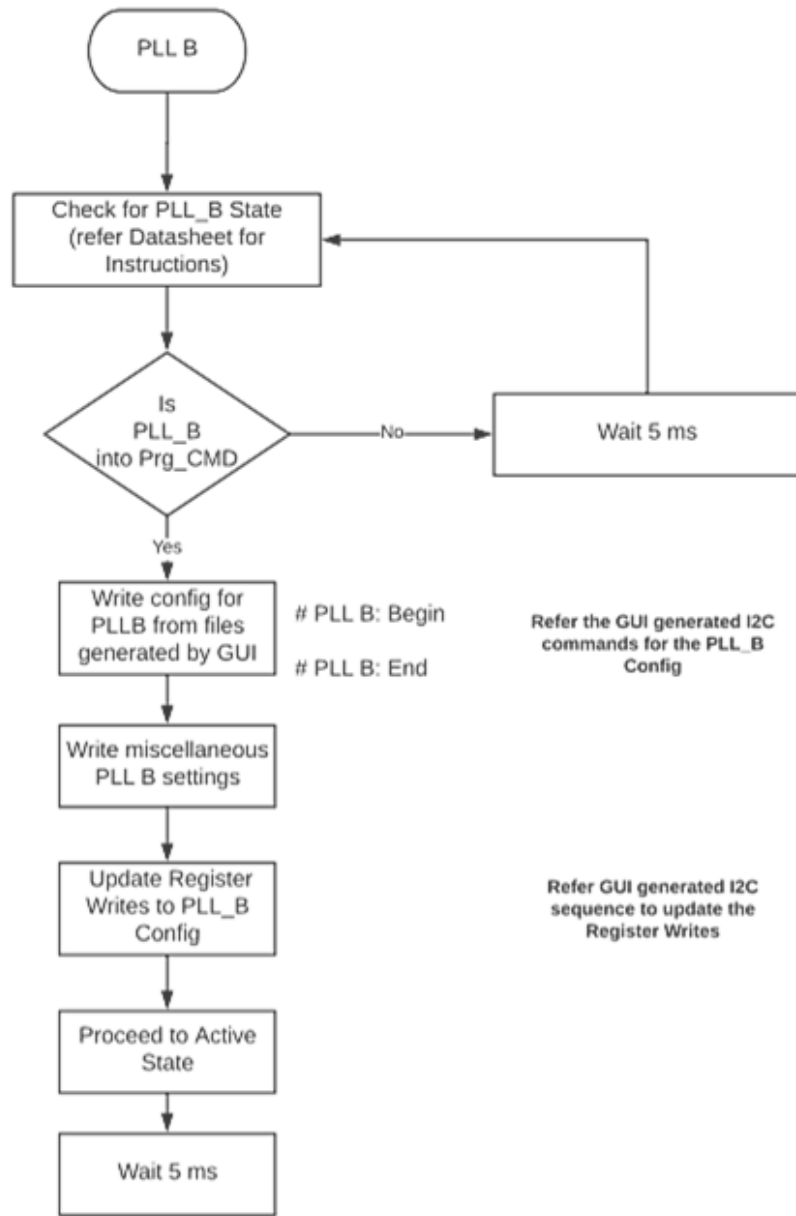 PLL B
Check for PLL_B State
(refer Datasheet for
Instructions)
Is
PLL_B
into Prg_CMD
No
Wait 5 ms
Yes
Write config for
PLLB from files
generated by GUI
# PLL B: Begin
# PLL B: End
Refer the GUI generated I2C
commands for the PLL_B
Config
Write miscellaneous
PLL B settings
Update Register
Writes to PLL_B
Config
Refer GUI generated I2C
sequence to update the
Register Writes
Proceed to Active
State
Wait 5 ms